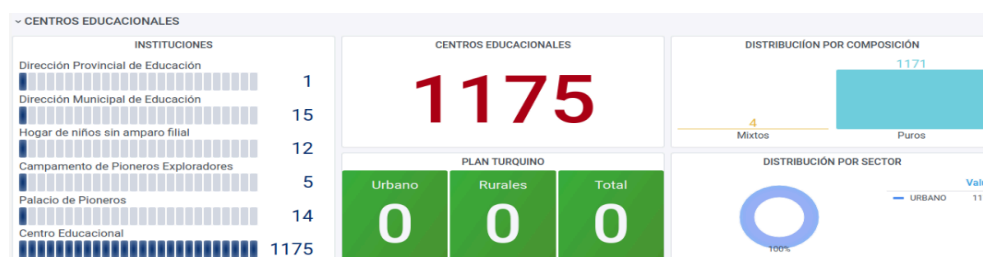 CENTROS EDUCACIONALES
INSTITUCIONES
Dirección Provincial de Educación
1
Dirección Municipal de Educación
15
Hogar de niños sin amparo filial
12
Campamento de Pioneros Exploradores
5
Palacio de Pioneros
14
Centro Educacional
1175
CENTROS EDUCACIONALES
1175
PLAN TURQUINO
Urbano Rurales Total
0 0 0
DISTRIBUCIÍON POR COMPOSICIÓN
1171
4
Mixtos Puros
DISTRIBUCIÓN POR SECTOR
URBANO
100%